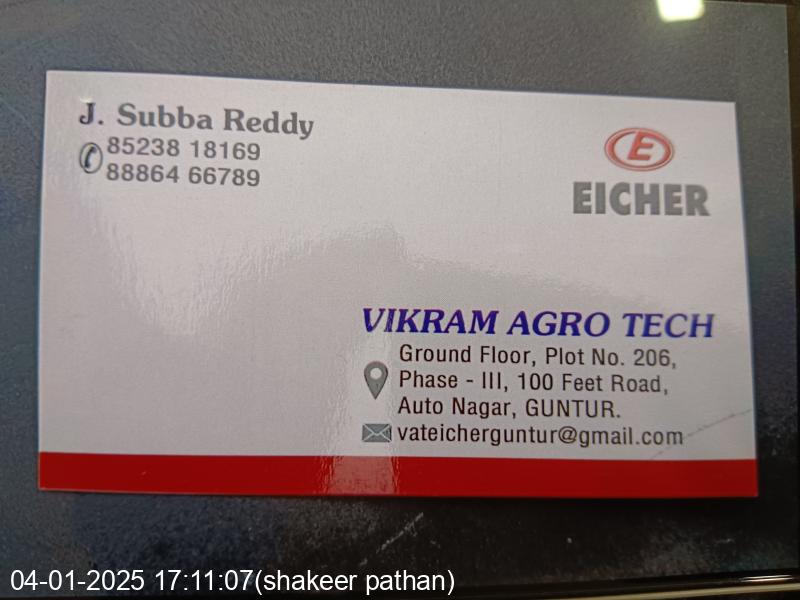 J. Subba Reddy
85238 18169
88864 66789
E
EICHER
VIKRAM AGRO TECH
Ground Floor, Plot No. 206,
Phase - III, 100 Feet Road,
Auto Nagar, GUNTUR.
vateicherguntur@gmail.com
04-01-2025 17:11:07(shakeer pathan)